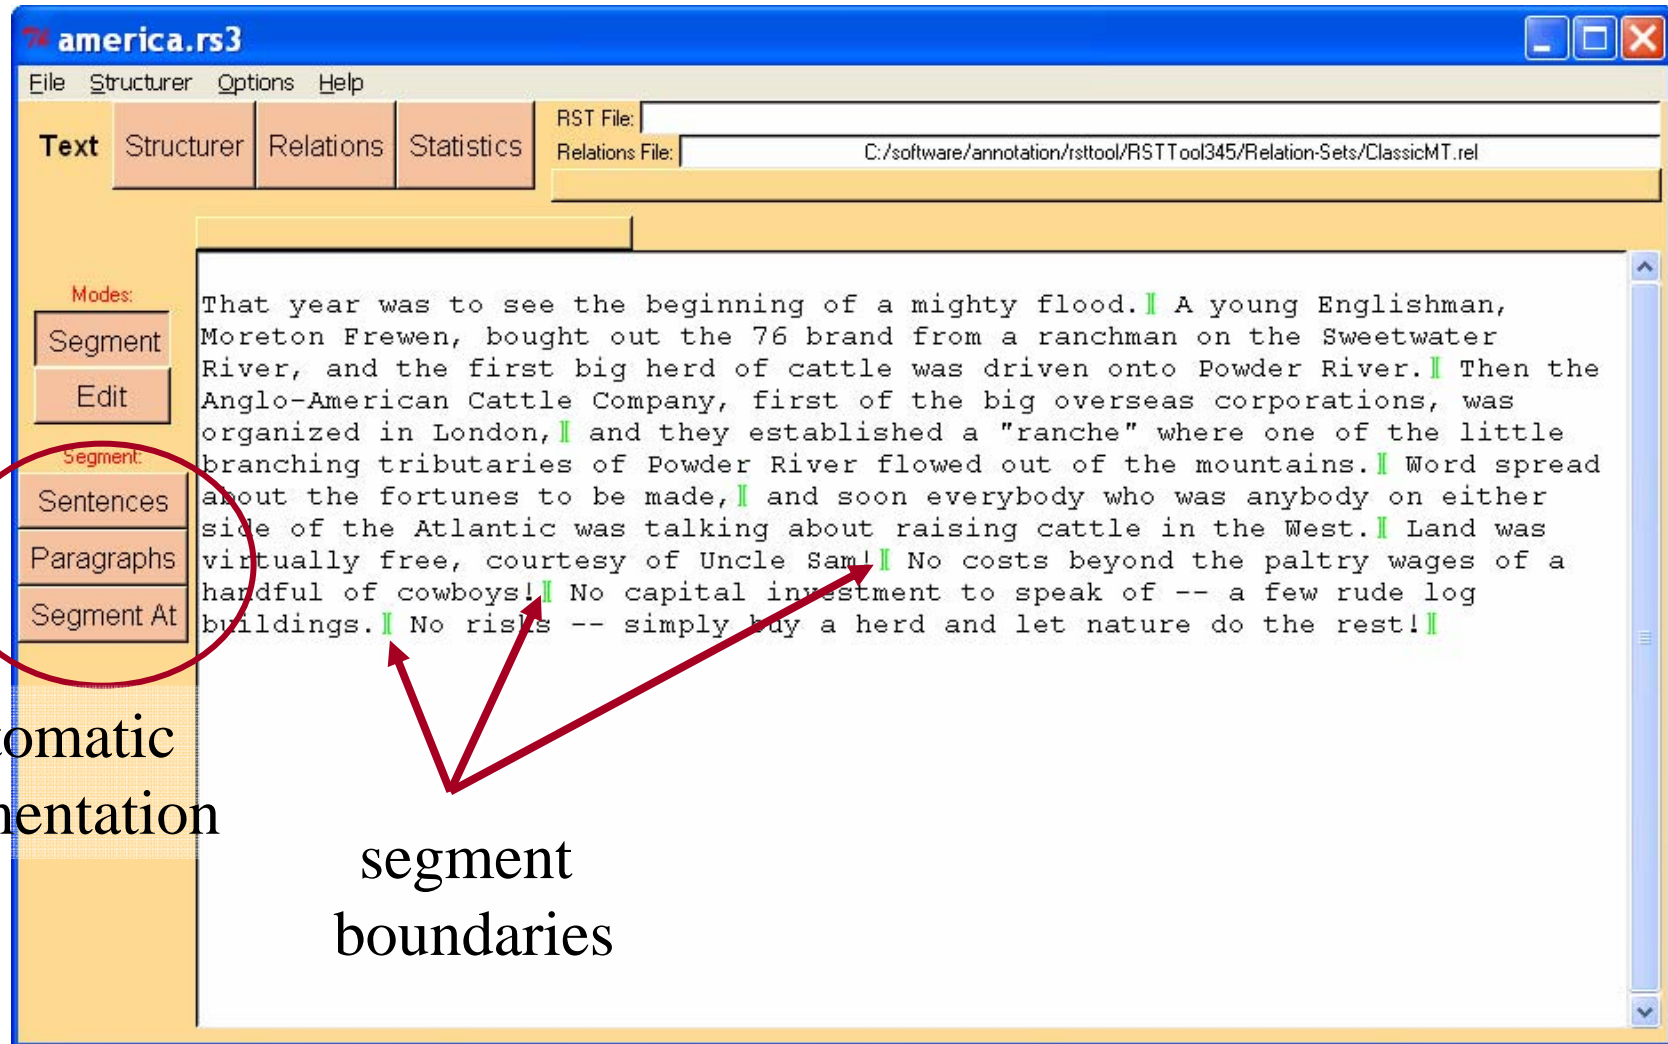 america.rs3
File Structurer Options Help
Text Structurer Relations Statistics
RST File:
Relations File: C:/software/annotation/rsttool/RSTTool345/Relation-Sets/ClassicMT.rel
Modes:
Segment
Edit
Segment:
Sentences
Paragraphs
Segment At
That year was to see the beginning of a mighty flood.][ A young Englishman,
Moreton Frewen, bought out the 76 brand from a ranchman on the Sweetwater
River, and the first big herd of cattle was driven onto Powder River.][ Then the
Anglo-American Cattle Company, first of the big overseas corporations, was
organized in London,][ and they established a "ranche" where one of the little
branching tributaries of Powder River flowed out of the mountains.][ Word spread
about the fortunes to be made,][ and soon everybody who was anybody on either
side of the Atlantic was talking about raising cattle in the West.][ Land was
virtually free, courtesy of Uncle Sam!][ No costs beyond the paltry wages of a
handful of cowboys!][ No capital investment to speak of -- a few rude log
buildings.][ No risks -- simply buy a herd and let nature do the rest!][
tomatic
mentation
segment
boundaries